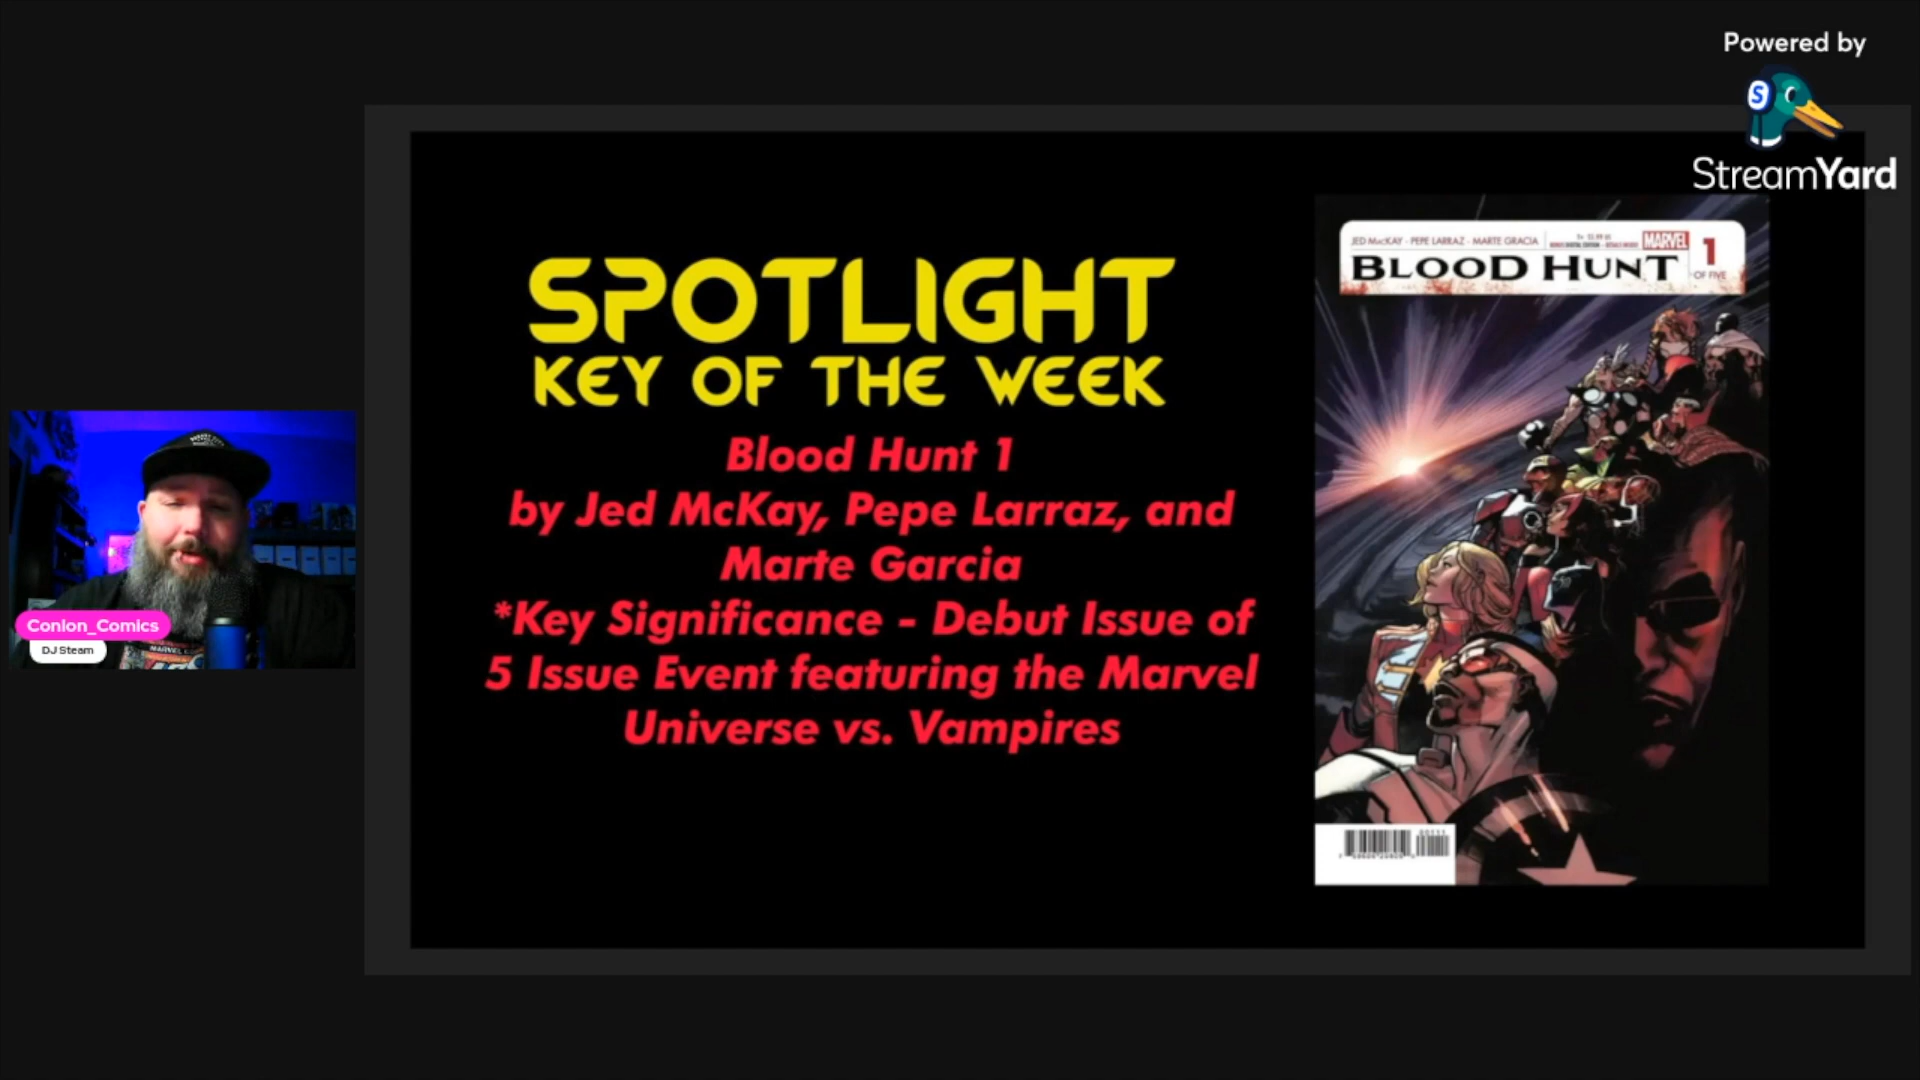 Powered by
S
StreamYard
SPOTLIGHT
KEY OF THE WEEK
Blood Hunt 1
by Jed McKay, Pepe Larraz, and
Marte Garcia
*Key Significance - Debut Issue of
5 Issue Event featuring the Marvel
Universe vs. Vampires
JED MacKAY · PEPE LARRAZ · MARTE GRACIA
MARVEL
1
OF FIVE
BLOOD HUNT
Conlon_Comics
DJ Steam
MARVEL